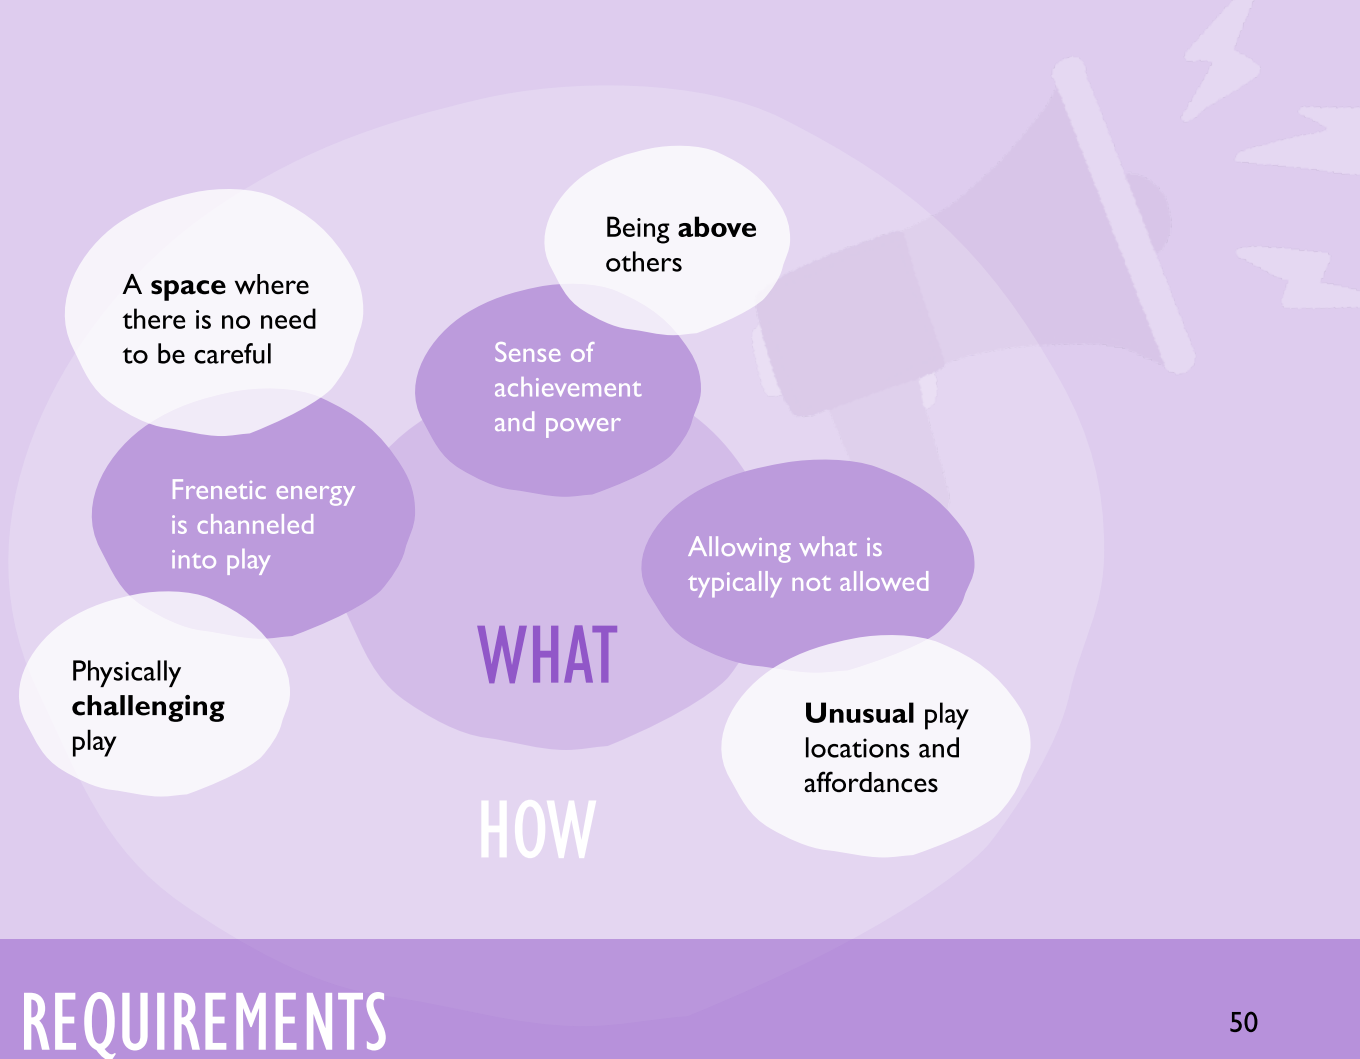 Being above
others
A space where
there is no need
to be careful
Sense of
achievement
and power
Frenetic energy
is channeled
into play
Allowing what is
typically not allowed
WHAT
Physically
challenging
play
Unusual play
locations and
affordances
HOW
REQUIREMENTS
50